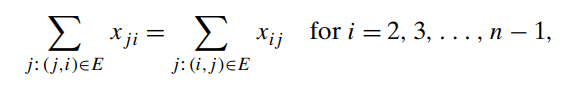 ∑_{j: (j,i)∈E} x_{ji} = ∑_{j: (i,j)∈E} x_{ij} for i = 2, 3, . . . , n − 1,